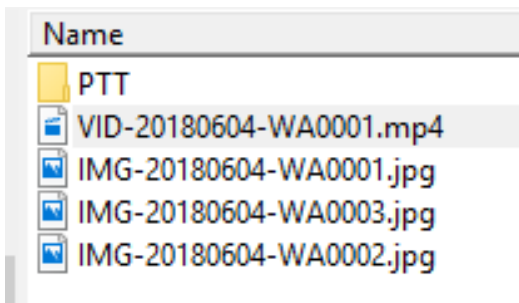 Name
PTT
VID-20180604-WA0001.mp4
IMG-20180604-WA0001.jpg
IMG-20180604-WA0003.jpg
IMG-20180604-WA0002.jpg